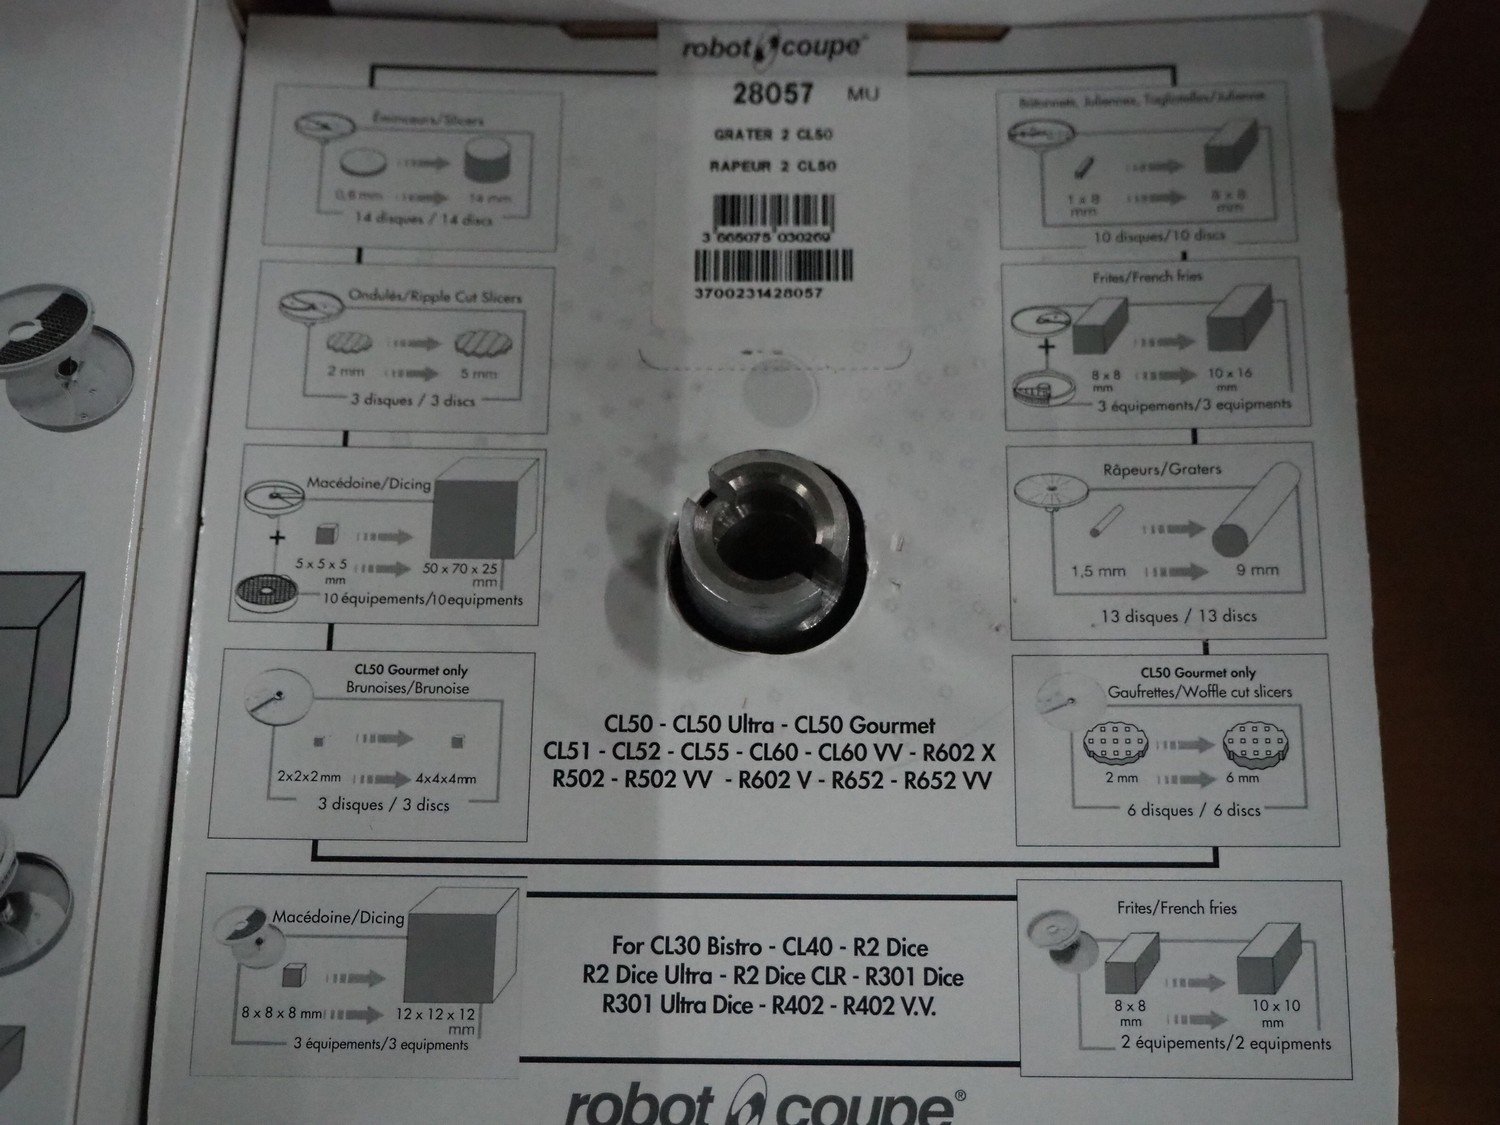 robot coupe®
28057 MU
GRATER 2 CL50
RAPEUR 2 CL50
3 665075 030269
3700231428057
Éminceurs/Slicers
0,6 mm 14 mm
14 disques / 14 discs
Ondulés/Ripple Cut Slicers
2 mm 5 mm
3 disques / 3 discs
Macédoine/Dicing
+
5 x 5 x 5
mm
50 x 70 x 25
mm
10 équipements/10equipments
CL50 Gourmet only
Brunoises/Brunoise
2x2x2mm 4x4x4mm
3 disques / 3 discs
Bâtonnets, Juliennes, Tagliatelles/Julienne
1 x 8
mm
8 x 8
mm
10 disques/10 discs
Frites/French fries
+
8 x 8
mm
10 x 16
mm
3 équipements/3 equipments
Râpeurs/Graters
1,5 mm 9 mm
13 disques / 13 discs
CL50 Gourmet only
Gaufrettes/Woffle cut slicers
2 mm 6 mm
6 disques / 6 discs
CL50 - CL50 Ultra - CL50 Gourmet
CL51 - CL52 - CL55 - CL60 - CL60 VV - R602 X
R502 - R502 VV - R602 V - R652 - R652 VV
Macédoine/Dicing
8 x 8 x 8 mm 12 x 12 x 12
mm
3 équipements/3 equipments
For CL30 Bistro - CL40 - R2 Dice
R2 Dice Ultra - R2 Dice CLR - R301 Dice
R301 Ultra Dice - R402 - R402 V.V.
Frites/French fries
8 x 8
mm
10 x 10
mm
2 équipements/2 equipments
robot coupe®